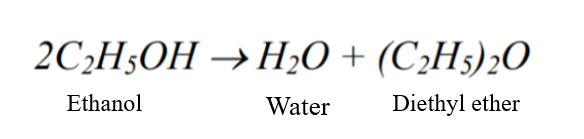 2C₂H₅OH → H₂O + (C₂H₅)₂O
Ethanol Water Diethyl ether